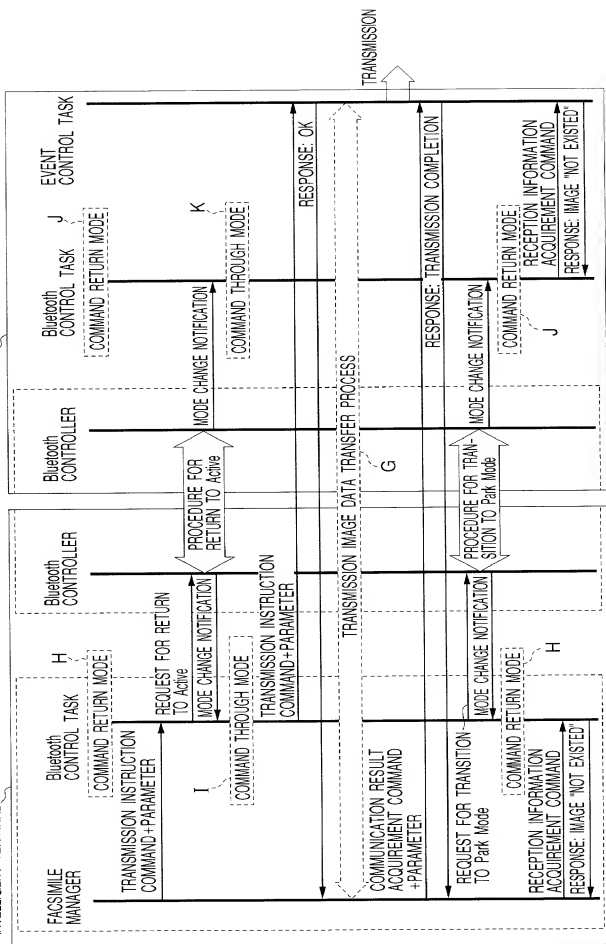 FACSIMILE
MANAGER
Bluetooth
CONTROL TASK
Bluetooth
CONTROLLER
Bluetooth
CONTROLLER
Bluetooth
CONTROL TASK
EVENT
CONTROL TASK
H
J
COMMAND RETURN MODE
COMMAND RETURN MODE
TRANSMISSION INSTRUCTION
COMMAND+PARAMETER
REQUEST FOR RETURN
TO Active
PROCEDURE FOR
RETURN TO Active
MODE CHANGE NOTIFICATION
MODE CHANGE NOTIFICATION
I
COMMAND THROUGH MODE
COMMAND THROUGH MODE
K
TRANSMISSION INSTRUCTION
COMMAND+PARAMETER
RESPONSE: OK
TRANSMISSION IMAGE DATA TRANSFER PROCESS
G
TRANSMISSION
COMMUNICATION RESULT
ACQUIREMENT COMMAND
+PARAMETER
RESPONSE: TRANSMISSION COMPLETION
REQUEST FOR TRANSITION
TO Park Mode
PROCEDURE FOR TRAN-
SITION TO Park Mode
MODE CHANGE NOTIFICATION
MODE CHANGE NOTIFICATION
COMMAND RETURN MODE
H
COMMAND RETURN MODE
J
RECEPTION INFORMATION
ACQUIREMENT COMMAND
RECEPTION INFORMATION
ACQUIREMENT COMMAND
RESPONSE: IMAGE "NOT EXISTED"
RESPONSE: IMAGE "NOT EXISTED"